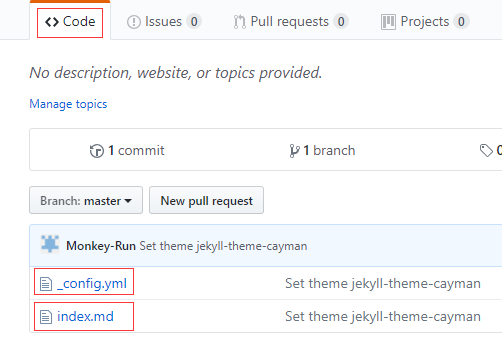 Code Issues 0 Pull requests 0 Projects 0
No description, website, or topics provided.
Manage topics
1 commit 1 branch 0
Branch: master New pull request
Monkey-Run Set theme jekyll-theme-cayman
_config.yml Set theme jekyll-theme-cayman
index.md Set theme jekyll-theme-cayman